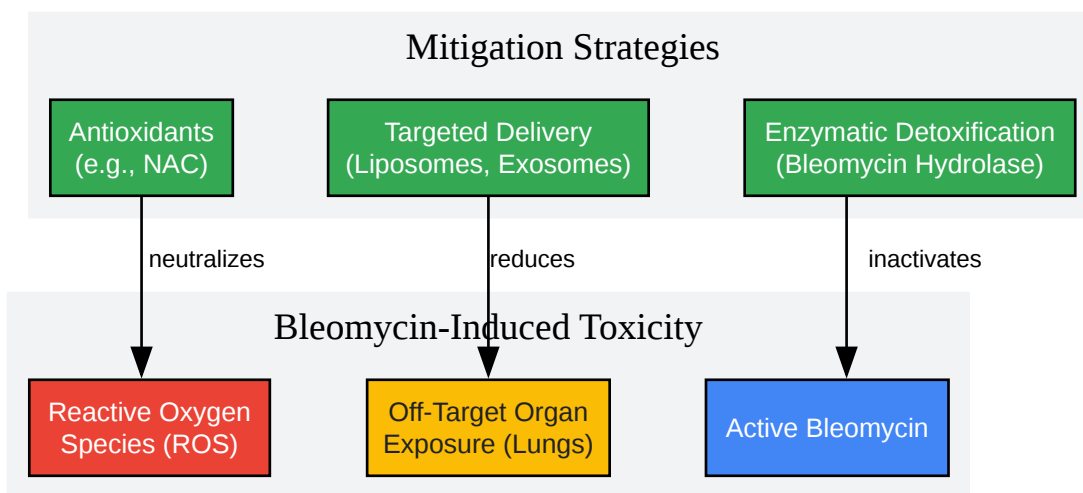 Mitigation Strategies
Antioxidants
(e.g., NAC)
Targeted Delivery
(Liposomes, Exosomes)
Enzymatic Detoxification
(Bleomycin Hydrolase)
neutralizes
reduces
inactivates
Bleomycin-Induced Toxicity
Reactive Oxygen
Species (ROS)
Off-Target Organ
Exposure (Lungs)
Active Bleomycin